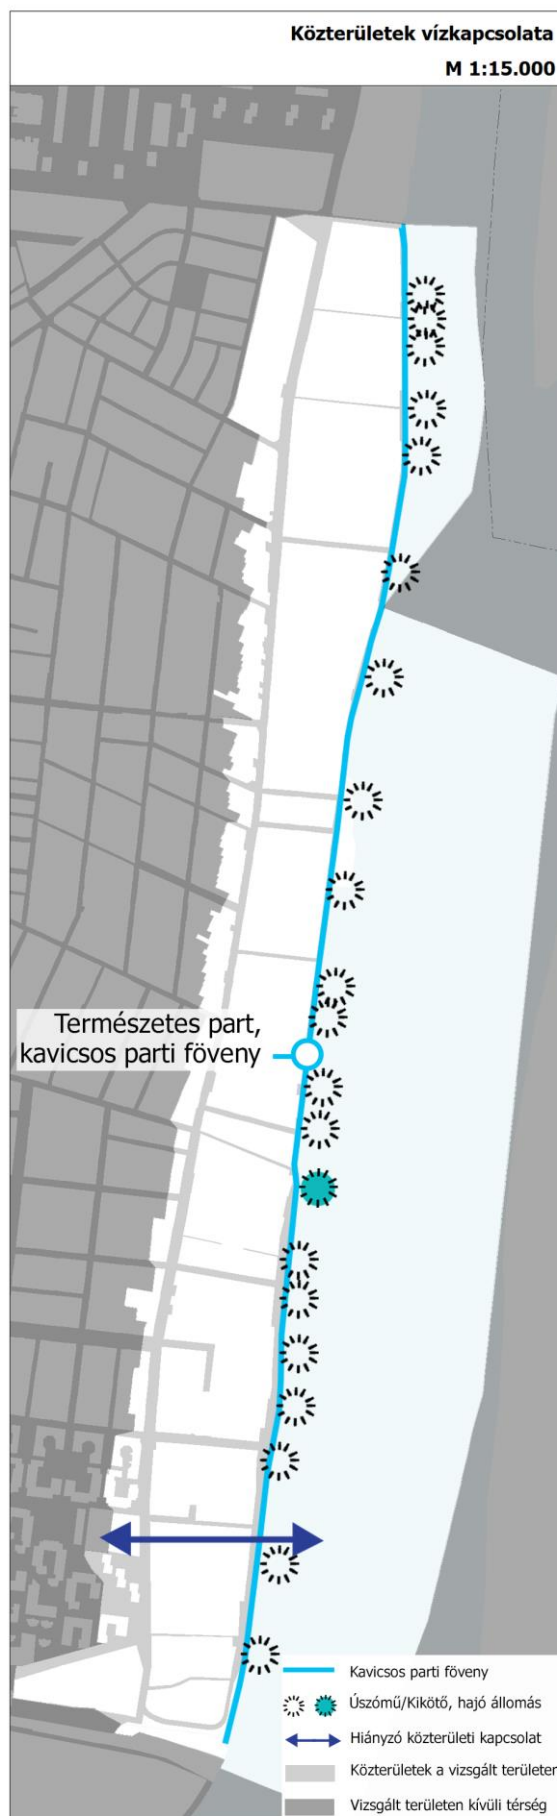 Közterületek vízkapcsolata
M 1:15.000
Természetes part,
kavicsos parti föveny
Kavicsos parti föveny
Úszómű/Kikötő, hajó állomás
Hiányzó közterületi kapcsolat
Közterületek a vizsgált területen
Vizsgált területen kívüli térség